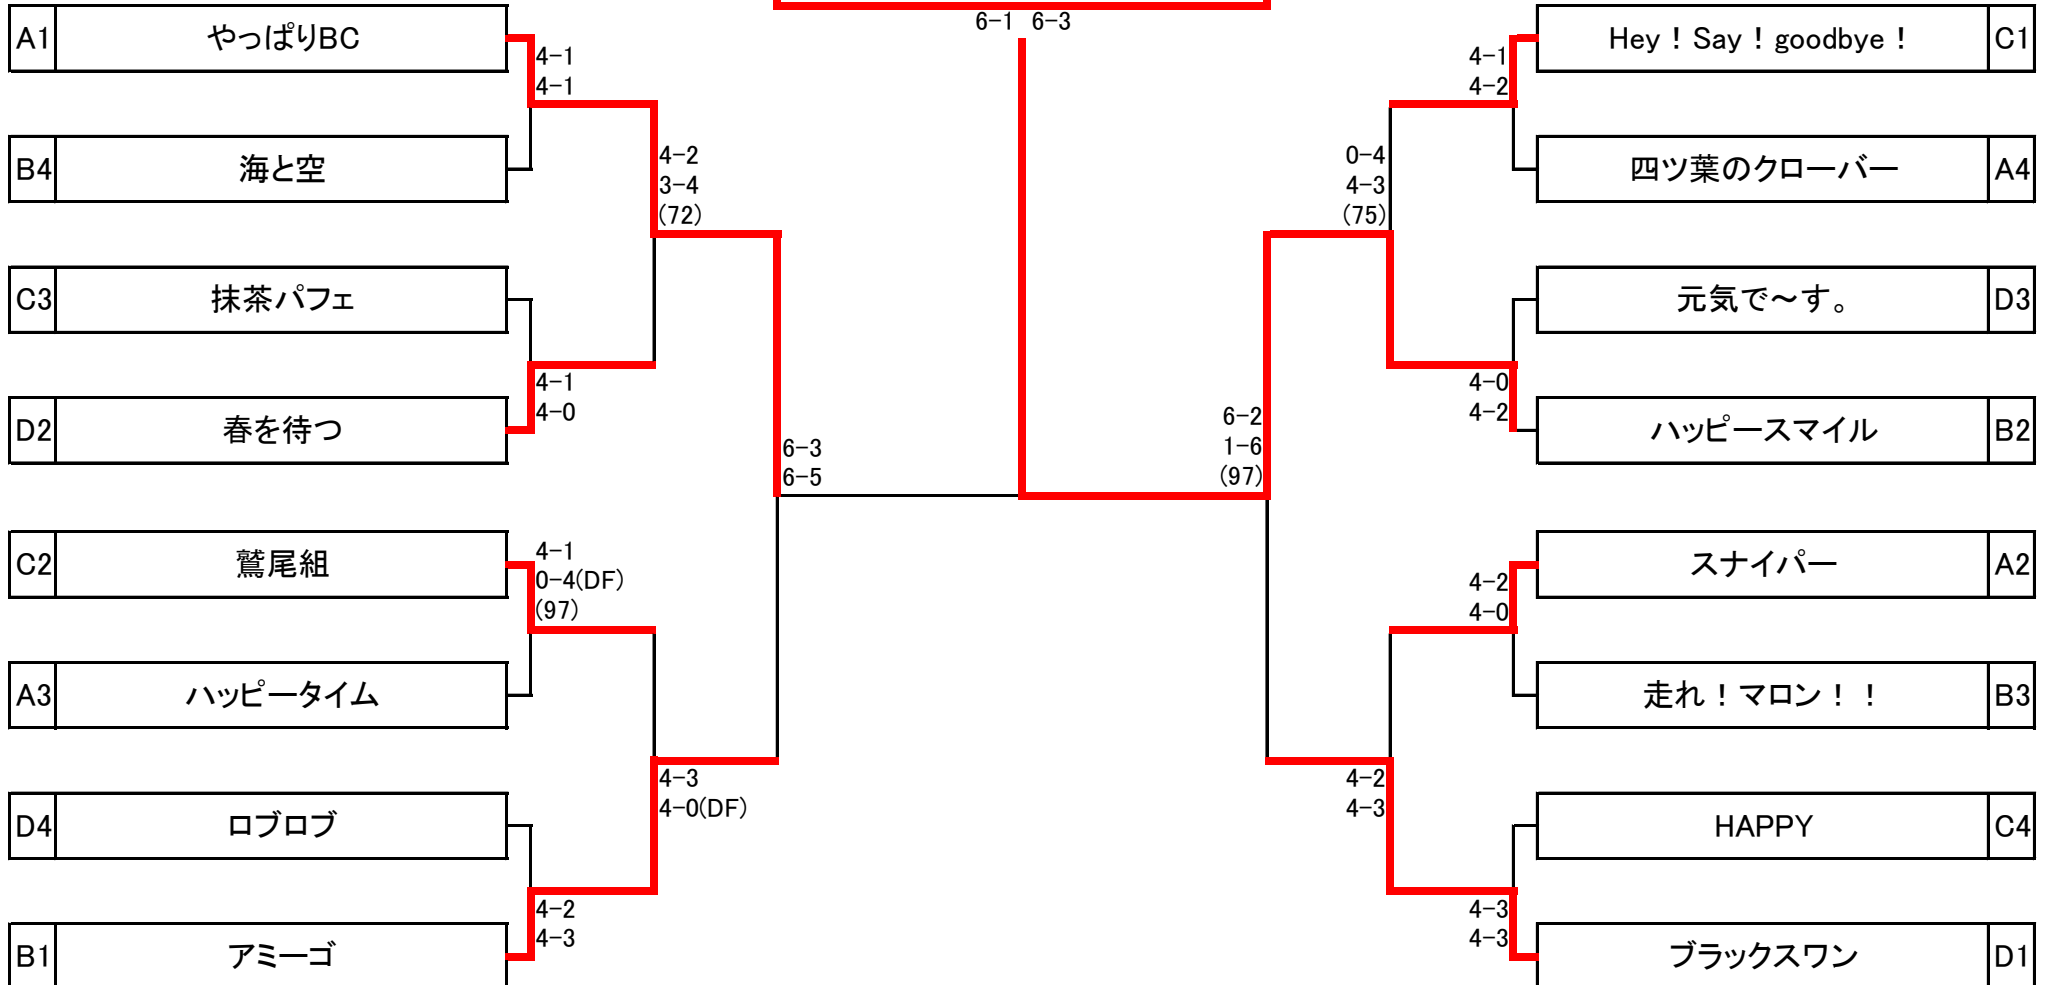 6-1 6-3
A1 やっぱりBC
4-1
4-1
B4 海と空
4-2
3-4
(72)
C3 抹茶パフェ
D2 春を待つ
4-1
4-0
6-3
6-5
C2 鷲尾組
4-1
0-4(DF)
(97)
A3 ハッピータイム
4-3
4-0(DF)
D4 ロブロブ
B1 アミーゴ
4-2
4-3
Hey！Say！goodbye！ C1
4-1
4-2
四ツ葉のクローバー A4
0-4
4-3
(75)
元気で～す。 D3
4-0
4-2
ハッピースマイル B2
6-2
1-6
(97)
スナイパー A2
4-2
4-0
走れ！マロン！！ B3
4-2
4-3
HAPPY C4
4-3
4-3
ブラックスワン D1